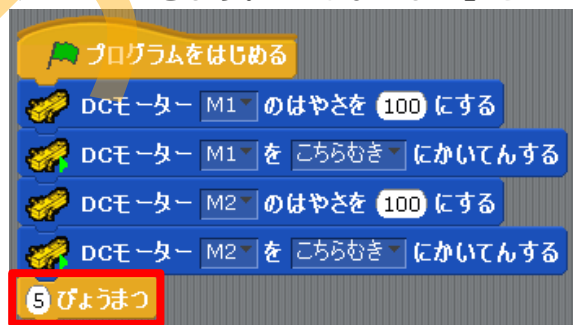 プログラムをはじめる
DCモーター M1 のはやさを 100 にする
DCモーター M1 を こちらむき にかいてんする
DCモーター M2 のはやさを 100 にする
DCモーター M2 を こちらむき にかいてんする
5 びょうまつ